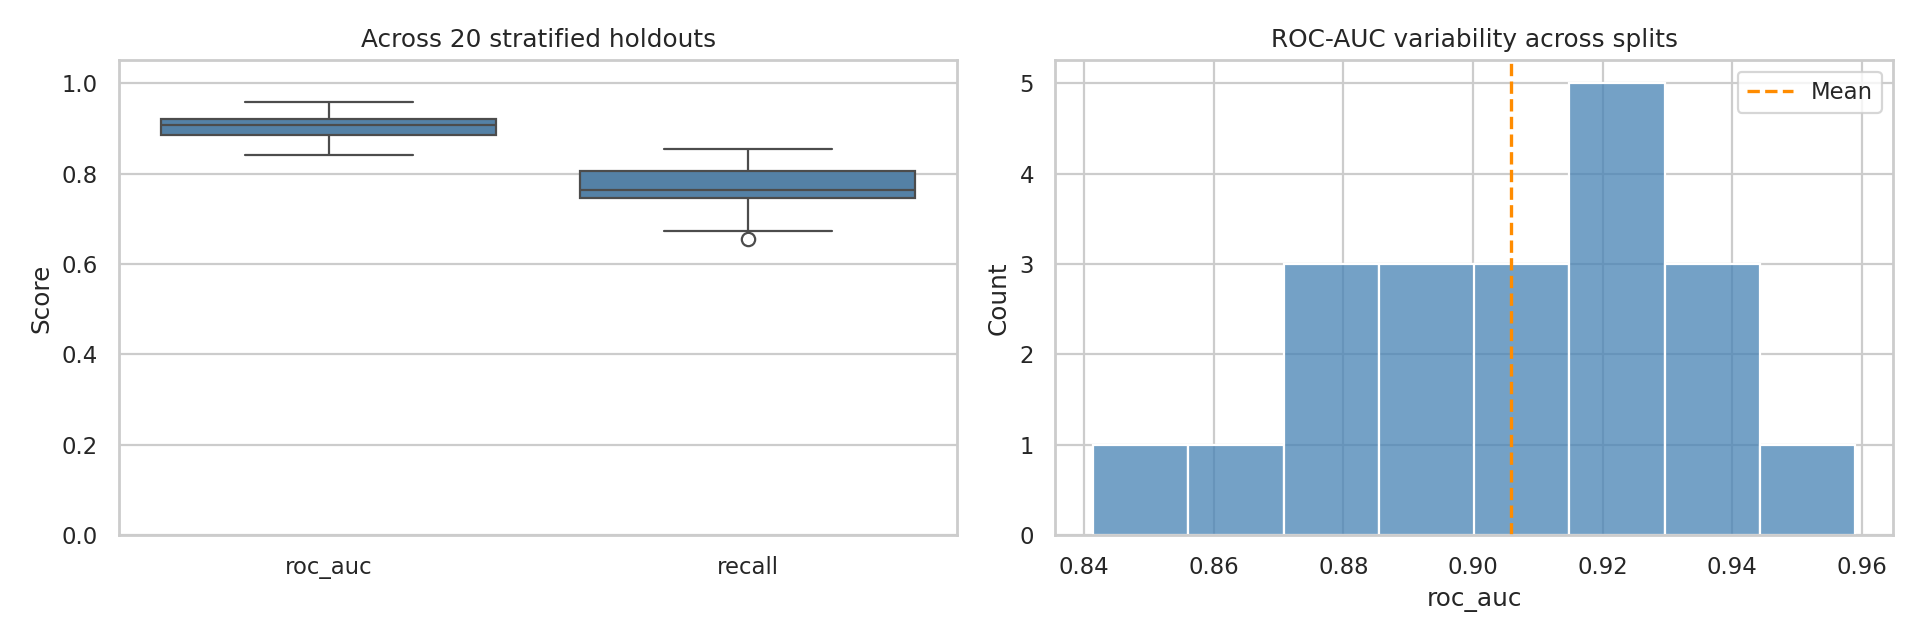 Across 20 stratified holdouts
1.0
0.8
0.6
0.4
0.2
0.0
Score
roc_auc
recall
ROC-AUC variability across splits
Mean
5
4
3
2
1
0
Count
0.84
0.86
0.88
0.90
0.92
0.94
0.96
roc_auc